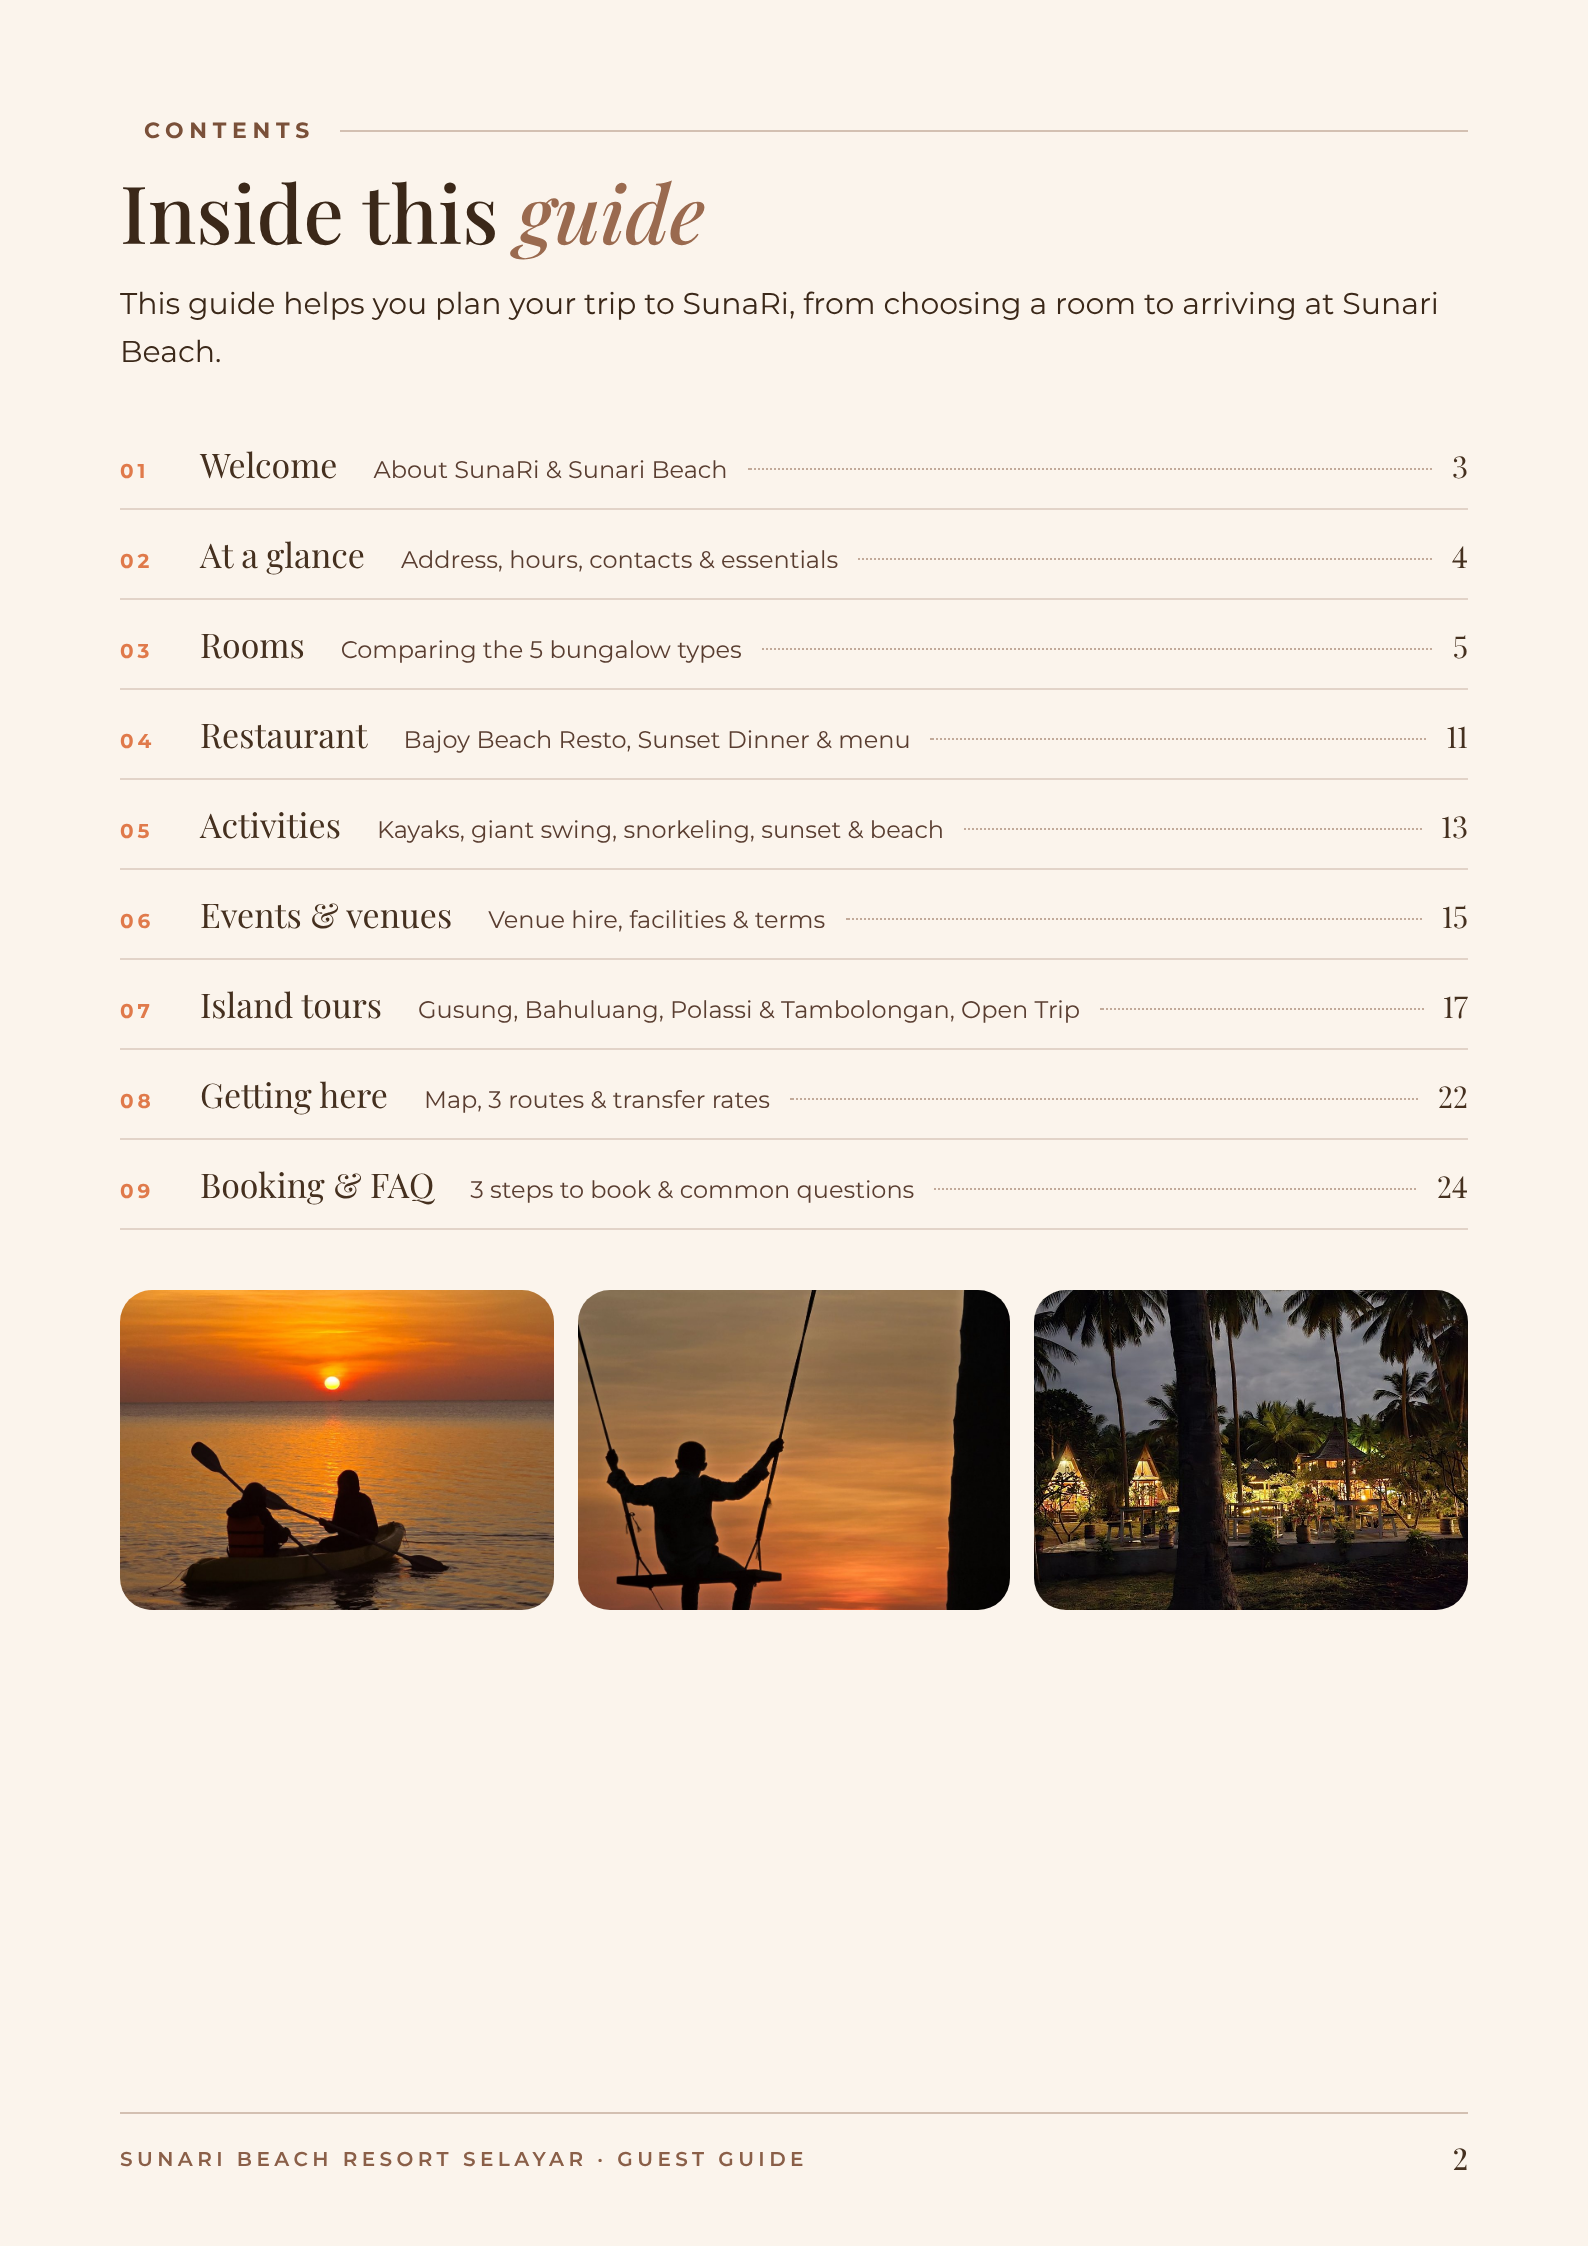 CONTENTS
Inside this guide
This guide helps you plan your trip to SunaRi, from choosing a room to arriving at Sunari
Beach.
01 Welcome About SunaRi & Sunari Beach 3
02 At a glance Address, hours, contacts & essentials 4
03 Rooms Comparing the 5 bungalow types 5
04 Restaurant Bajoy Beach Resto, Sunset Dinner & menu 11
05 Activities Kayaks, giant swing, snorkeling, sunset & beach 13
06 Events & venues Venue hire, facilities & terms 15
07 Island tours Gusung, Bahuluang, Polassi & Tambolongan, Open Trip 17
08 Getting here Map, 3 routes & transfer rates 22
09 Booking & FAQ 3 steps to book & common questions 24
SUNARI BEACH RESORT SELAYAR · GUEST GUIDE 2